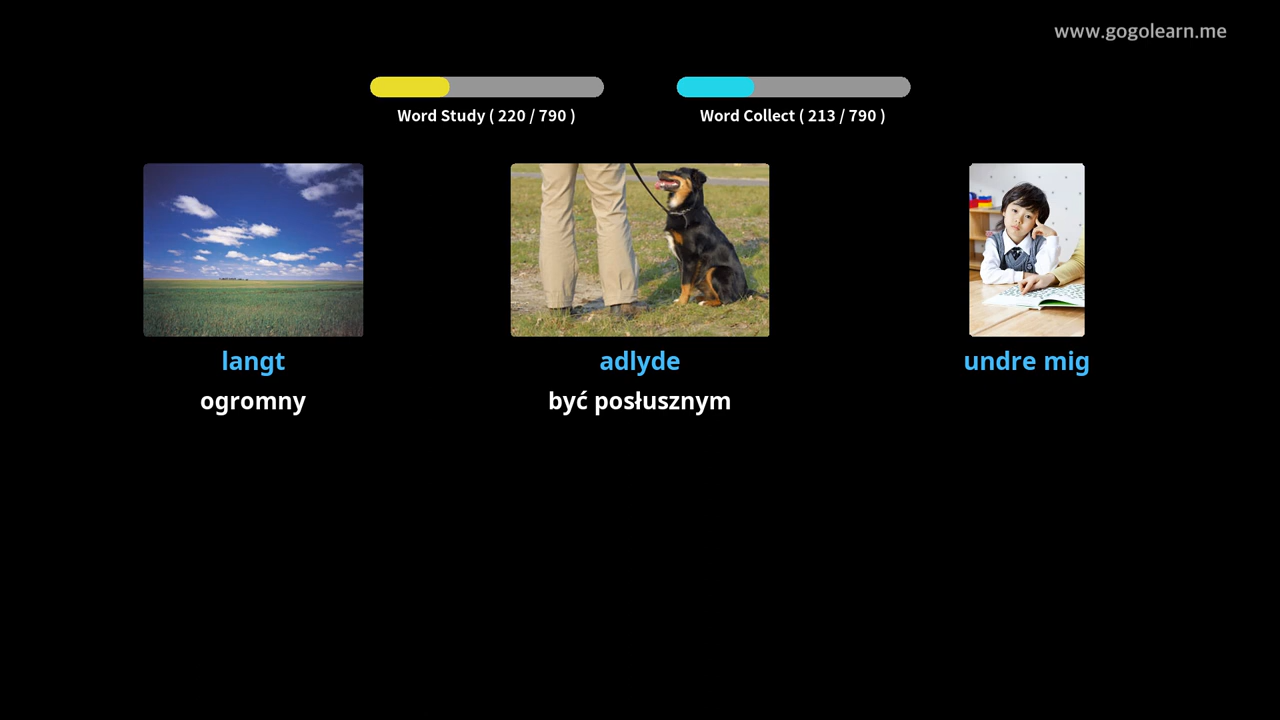 www.gogolearn.me
Word Study ( 220 / 790 )
Word Collect ( 213 / 790 )
langt
adlyde
undre mig
ogromny
być posłusznym